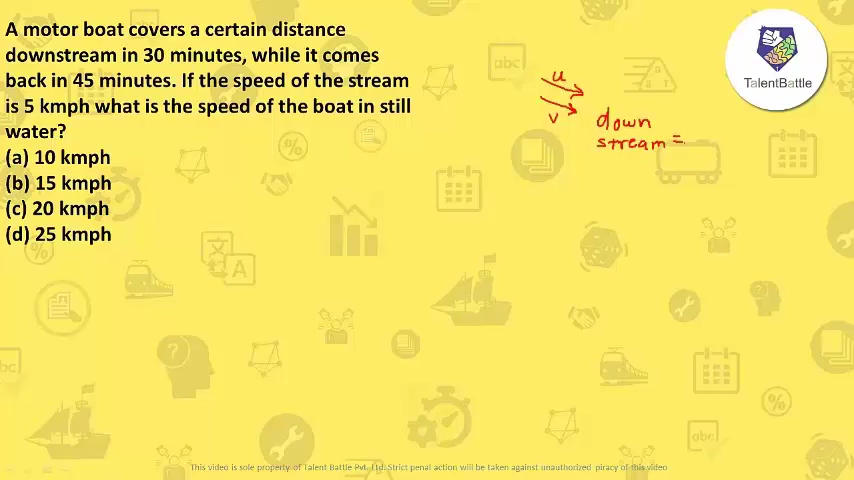 A motor boat covers a certain distance
downstream in 30 minutes, while it comes
back in 45 minutes. If the speed of the stream
is 5 kmph what is the speed of the boat in still
water?
(a) 10 kmph
(b) 15 kmph
(c) 20 kmph
(d) 25 kmph
u
v
down
stream =
TalentBattle
abc
abc
abc
A
This video is sole property of Talent Battle Pvt. Ltd. Strict penal action will be taken against unauthorized piracy of this video